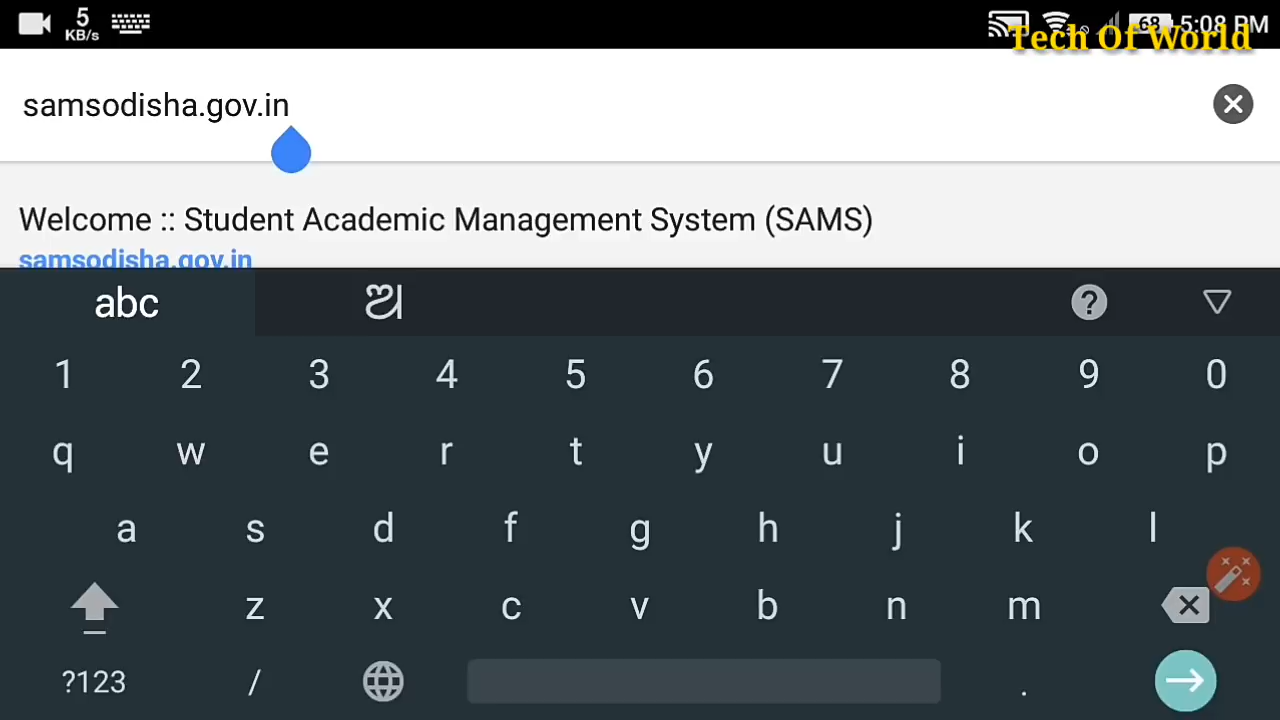 5
KB/s
68 5:08 PM
Tech Of World
samsodisha.gov.in
Welcome :: Student Academic Management System (SAMS)
samsodisha.gov.in
abc ଅ ?
1 2 3 4 5 6 7 8 9 0
q w e r t y u i o p
a s d f g h j k l
z x c v b n m
?123 / .